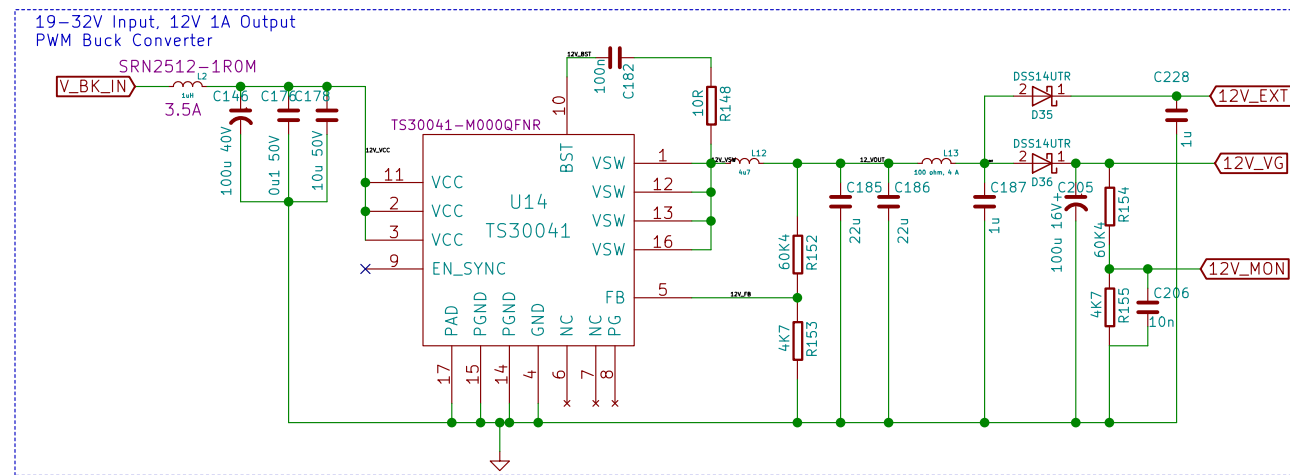 19-32V Input, 12V 1A Output
PWM Buck Converter
SRN2512-1R0M
V_BK_IN
L2
1uH
3.5A
C146
100u 40V
C176
0u1 50V
C178
10u 50V
12V_VCC
12V_BST
100n
C182
10R
R148
TS30041-M000QFNR
10
BST
11
VCC
2
VCC
3
VCC
9
EN_SYNC
U14
TS30041
VSW
1
VSW
12
VSW
13
VSW
16
FB
5
PAD
17
PGND
15
PGND
14
GND
4
NC
6
NC
7
PG
8
12V_VSW
L12
4u7
12V_FB
60K4
R152
4K7
R153
12_VOUT
C185
22u
C186
22u
L13
100 ohm, 4 A
C187
1u
DSS14UTR
2
1
D35
DSS14UTR
2
1
D36
C205
100u 16V
+
60K4
R154
4K7
R155
C206
10n
C228
1u
12V_EXT
12V_VG
12V_MON